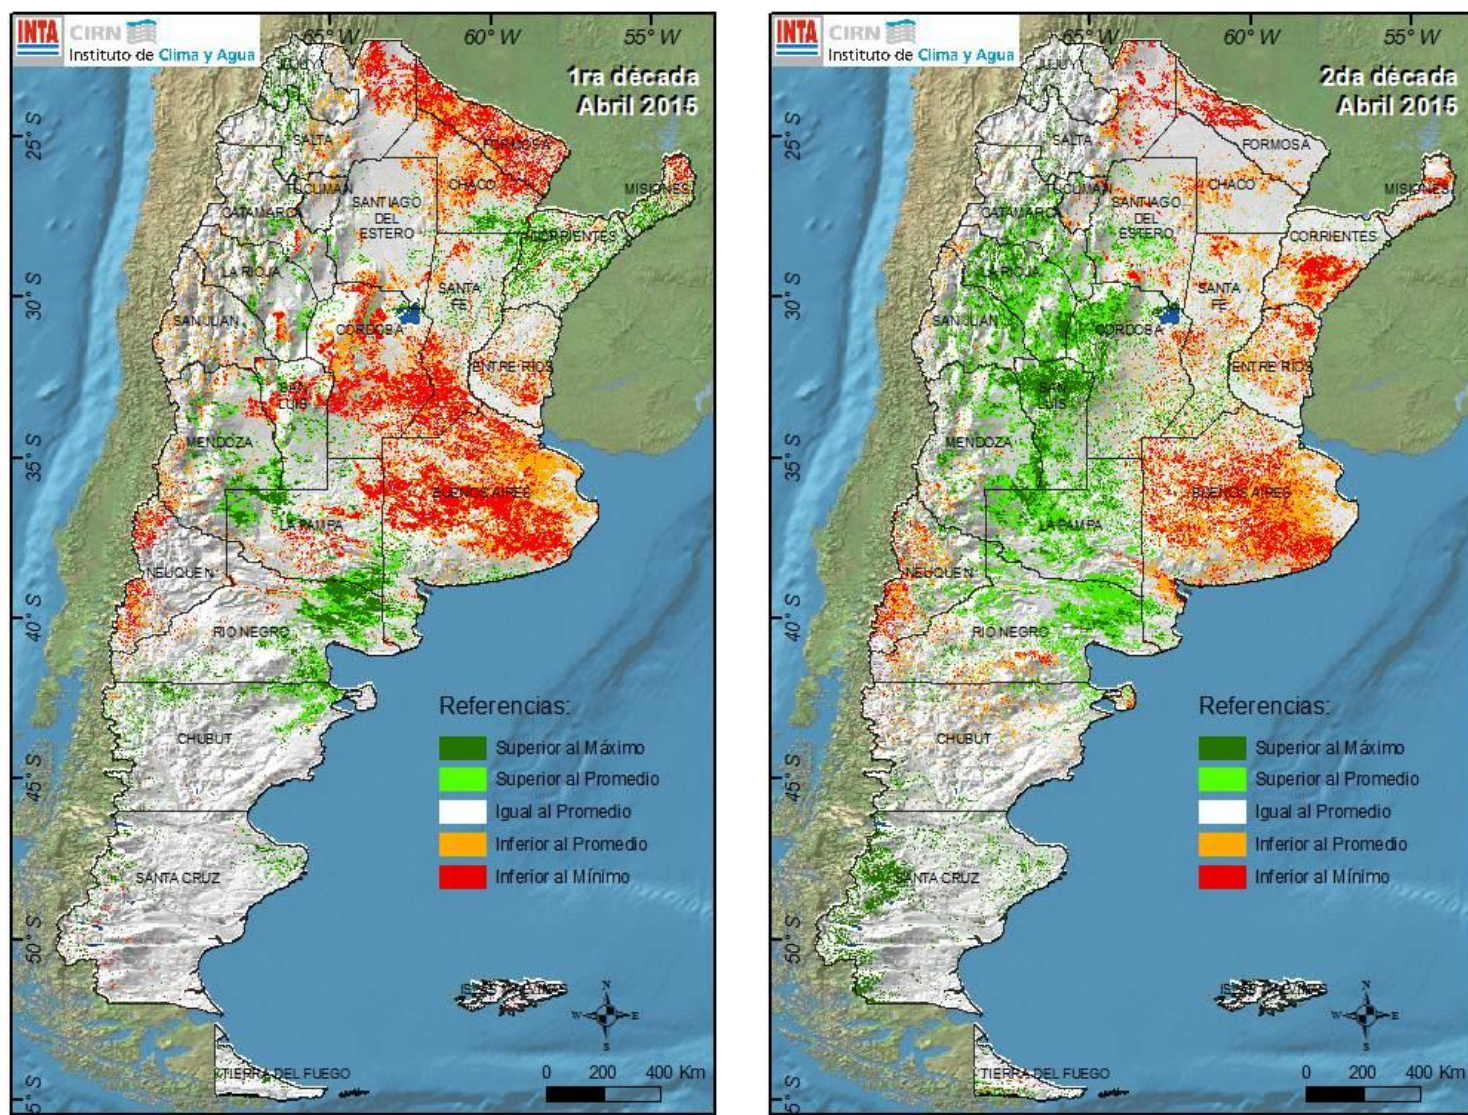 INTA CIRN
Instituto de Clima y Agua
65° W
60° W
55° W
1ra década
Abril 2015
25° S
30° S
35° S
40° S
45° S
50° S
JUJUY
SALTA
FORMOSA
CHACO
MISIONES
TUCUMAN
SANTIAGO
DEL
ESTERO
CATAMARCA
CORRIENTES
LA RIOJA
SANTA
FE
SAN JUAN
CORDOBA
ENTRE RIOS
SAN
LUIS
MENDOZA
BUENOS AIRES
LA PAMPA
NEUQUEN
RIO NEGRO
CHUBUT
SANTA CRUZ
TIERRA DEL FUEGO
Referencias:
Superior al Máximo
Superior al Promedio
Igual al Promedio
Inferior al Promedio
Inferior al Mínimo
N
W E
S
0 200 400 Km
INTA CIRN
Instituto de Clima y Agua
65° W
60° W
55° W
2da década
Abril 2015
25° S
30° S
35° S
40° S
45° S
50° S
JUJUY
SALTA
FORMOSA
CHACO
MISIONES
TUCUMAN
SANTIAGO
DEL
ESTERO
CATAMARCA
CORRIENTES
LA RIOJA
SANTA
FE
SAN JUAN
CORDOBA
ENTRE RIOS
SAN
LUIS
MENDOZA
BUENOS AIRES
LA PAMPA
NEUQUEN
RIO NEGRO
CHUBUT
SANTA CRUZ
TIERRA DEL FUEGO
Referencias:
Superior al Máximo
Superior al Promedio
Igual al Promedio
Inferior al Promedio
Inferior al Mínimo
N
W E
S
0 200 400 Km